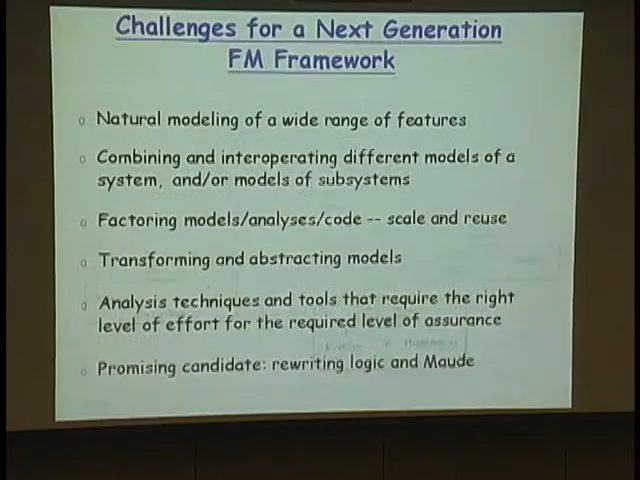 Challenges for a Next Generation
FM Framework
o Natural modeling of a wide range of features
o Combining and interoperating different models of a
system, and/or models of subsystems
o Factoring models/analyses/code -- scale and reuse
o Transforming and abstracting models
o Analysis techniques and tools that require the right
level of effort for the required level of assurance
o Promising candidate: rewriting logic and Maude